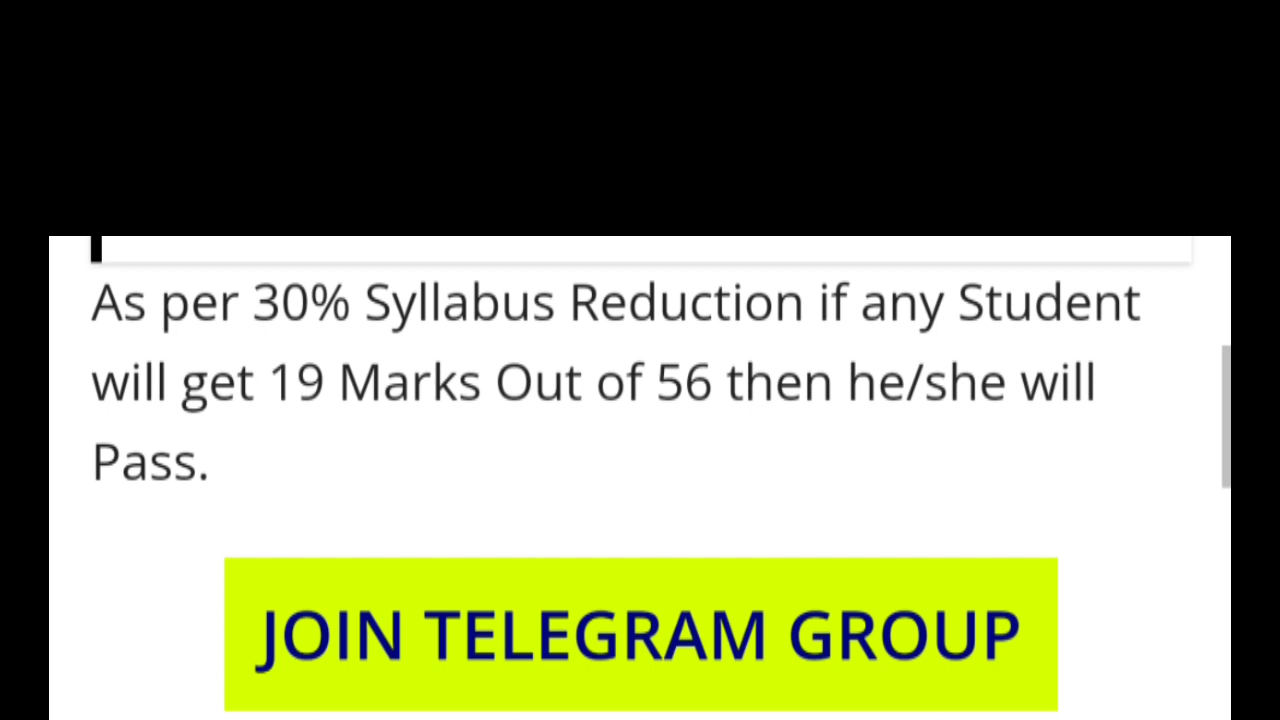 As per 30% Syllabus Reduction if any Student
will get 19 Marks Out of 56 then he/she will
Pass.
JOIN TELEGRAM GROUP